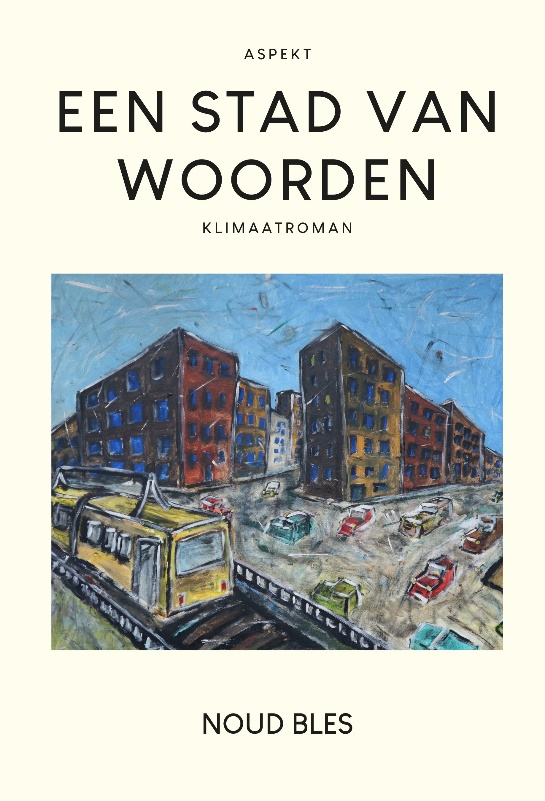 ASPEKT
EEN STAD VAN
WOORDEN
KLIMAATROMAN
NOUD BLES